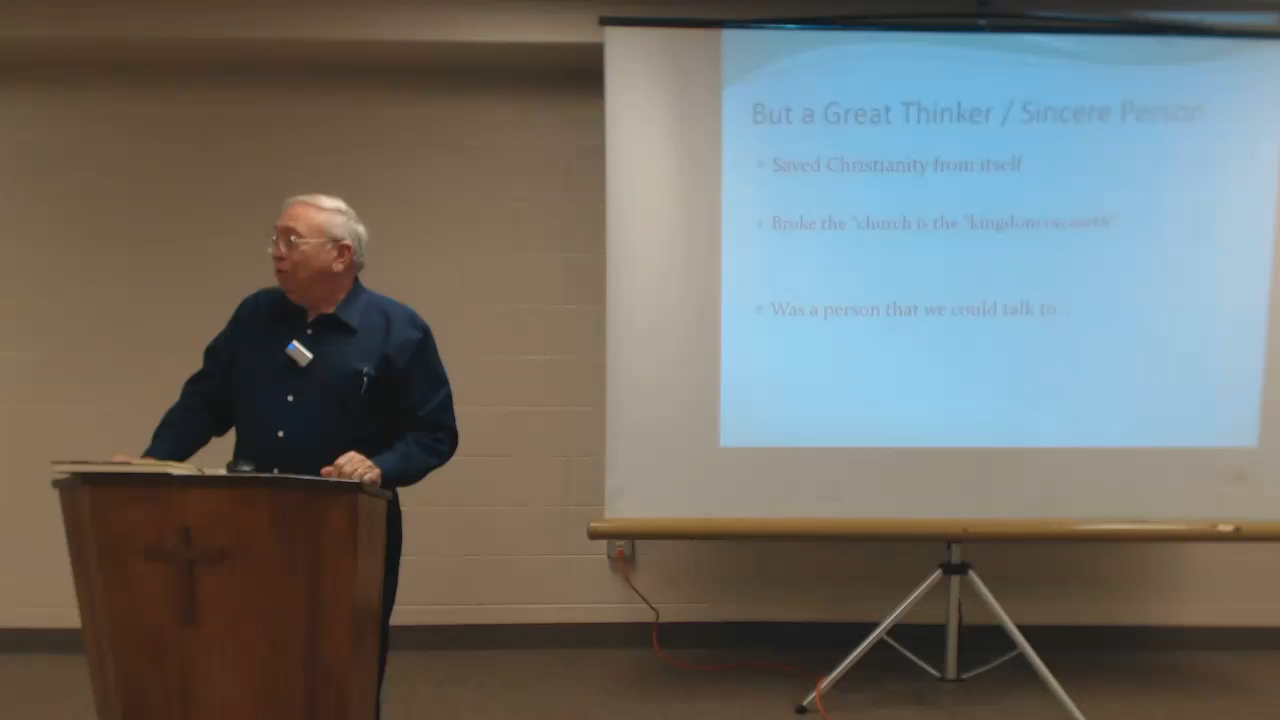 But a Great Thinker / Sincere Person
Saved Christianity from itself
Broke the "church is the "kingdom on earth"
Was a person that we could talk to...